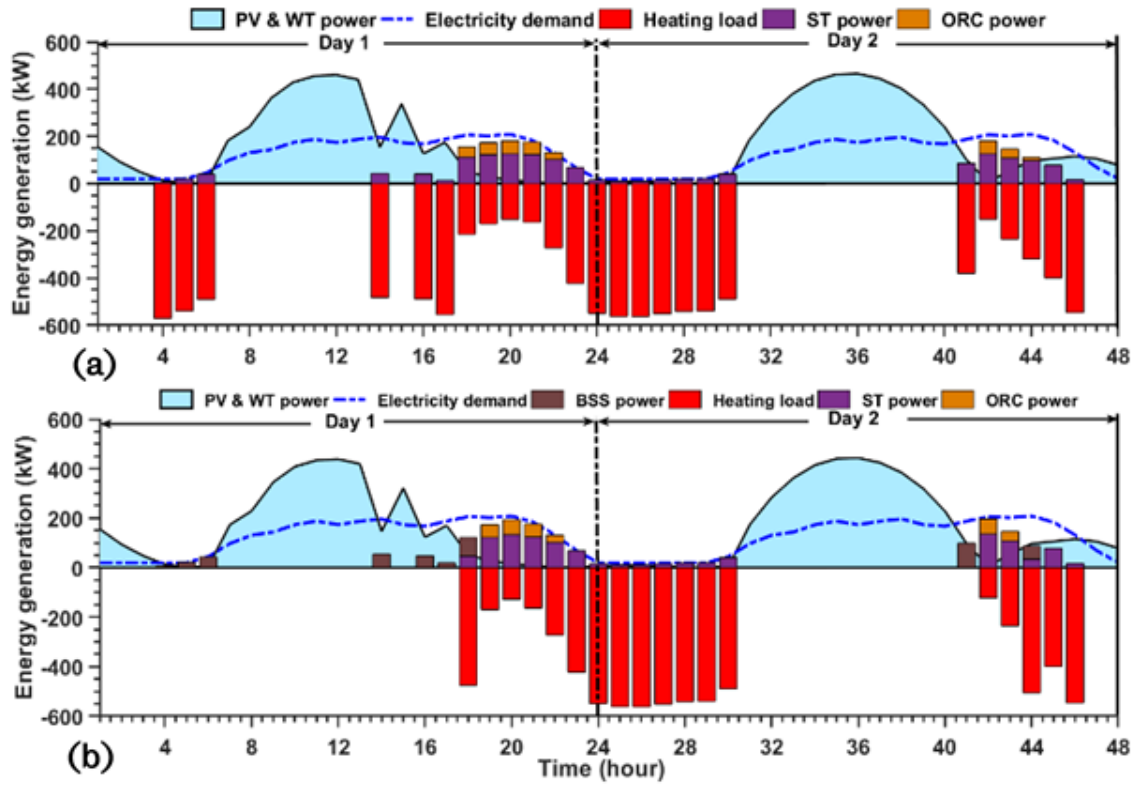 PV & WT power Electricity demand Heating load ST power ORC power
(a)
Energy generation (kW)
600
400
200
0
-200
-400
-600
Day 1 Day 2
4 8 12 16 20 24 28 32 36 40 44 48
PV & WT power Electricity demand BSS power Heating load ST power ORC power
(b)
Energy generation (kW)
600
400
200
0
-200
-400
-600
Day 1 Day 2
4 8 12 16 20 24 28 32 36 40 44 48
Time (hour)